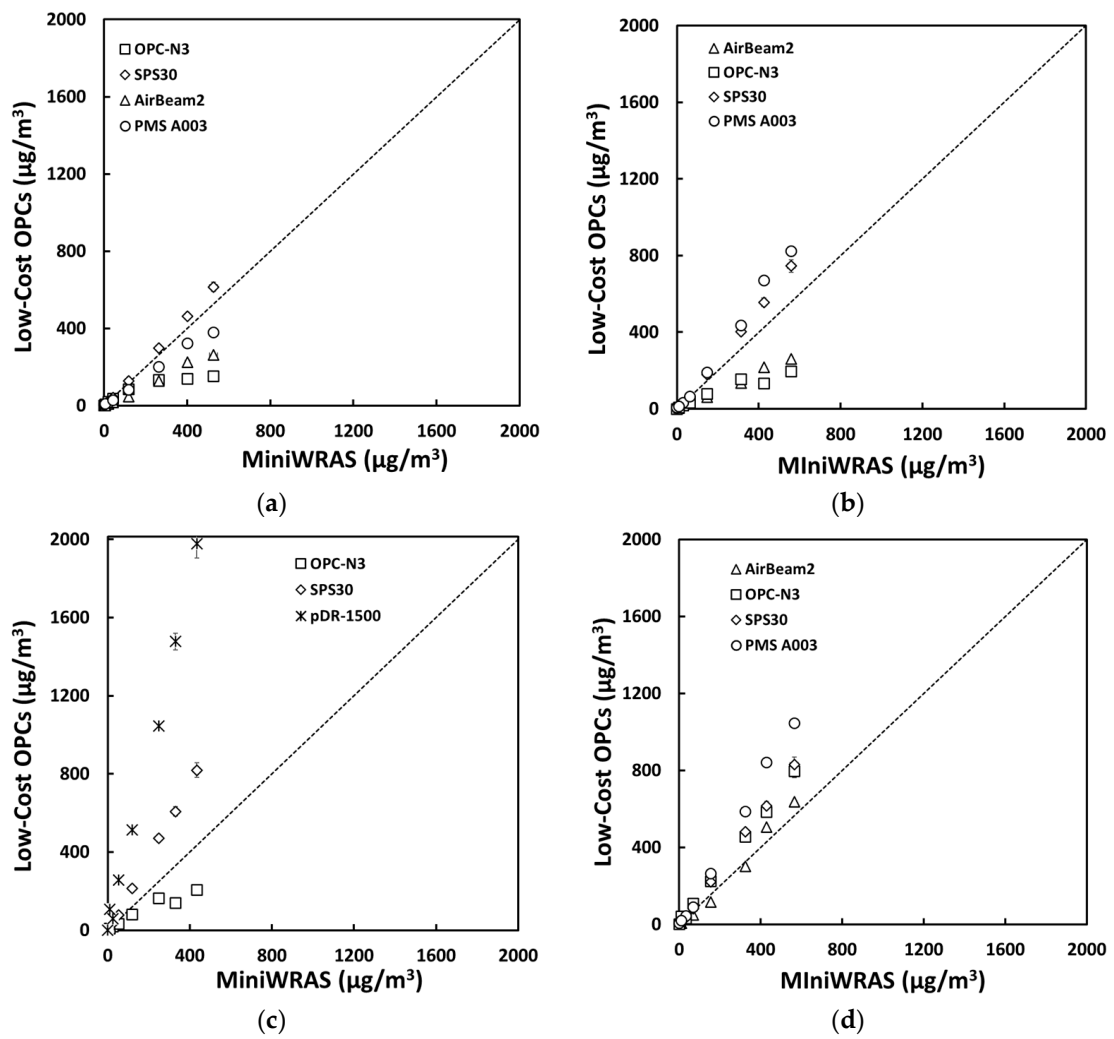 2000
1600
1200
800
400
0
Low-Cost OPCs (µg/m³)
OPC-N3
SPS30
AirBeam2
PMS A003
0 400 800 1200 1600 2000
MiniWRAS (µg/m³)
(a)
2000
1600
1200
800
400
0
Low-Cost OPCs (µg/m³)
AirBeam2
OPC-N3
SPS30
PMS A003
0 400 800 1200 1600 2000
MIniWRAS (µg/m³)
(b)
2000
1600
1200
800
400
0
Low-Cost OPCs (µg/m³)
OPC-N3
SPS30
pDR-1500
0 400 800 1200 1600 2000
MiniWRAS (µg/m³)
(c)
2000
1600
1200
800
400
0
Low-Cost OPCs (µg/m³)
AirBeam2
OPC-N3
SPS30
PMS A003
0 400 800 1200 1600 2000
MIniWRAS (µg/m³)
(d)